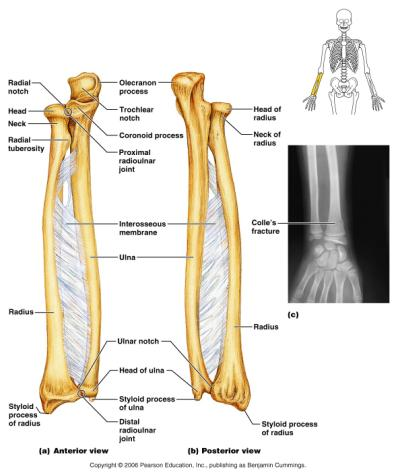 Radial
notch
Head
Neck
Radial
tuberosity
Olecranon
process
Trochlear
notch
Coronoid process
Proximal
radioulnar
joint
Head of
radius
Neck of
radius
Interosseous
membrane
Colle's
fracture
Ulna
(c)
Radius
Radius
Ulnar notch
Head of ulna
Styloid process
of ulna
Styloid
process
of radius
Distal
radioulnar
joint
Styloid process
of radius
(a) Anterior view
(b) Posterior view
Copyright © 2006 Pearson Education, Inc., publishing as Benjamin Cummings.